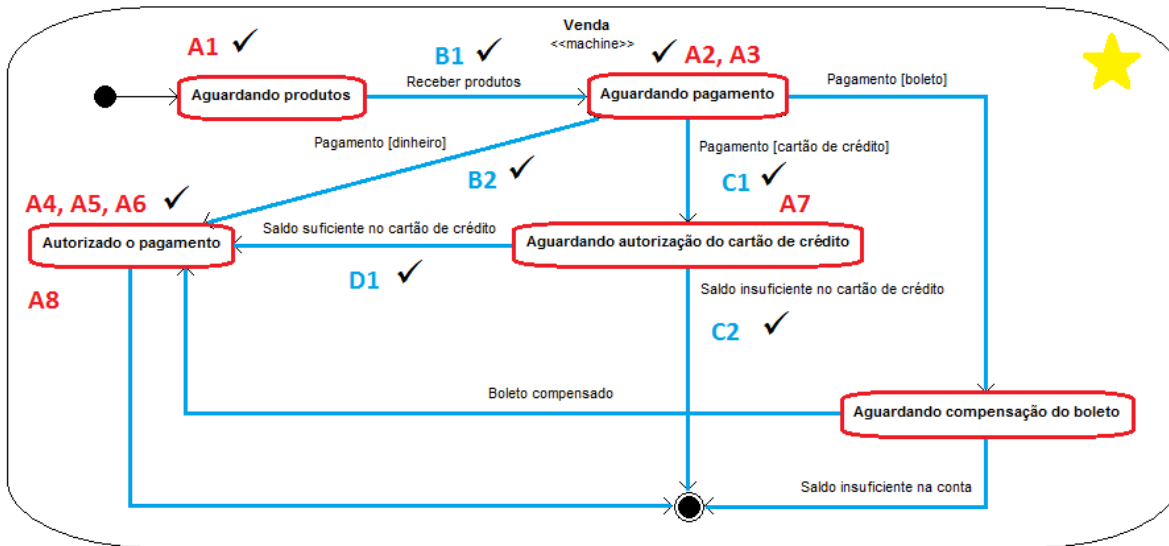 Venda
<<machine>>
A1
B1
A2, A3
Receber produtos
Pagamento [boleto]
Aguardando produtos
Aguardando pagamento
Pagamento [dinheiro]
Pagamento [cartão de crédito]
B2
C1
A4, A5, A6
A7
Saldo suficiente no cartão de crédito
Autorizado o pagamento
Aguardando autorização do cartão de crédito
D1
Saldo insuficiente no cartão de crédito
A8
C2
Boleto compensado
Aguardando compensação do boleto
Saldo insuficiente na conta